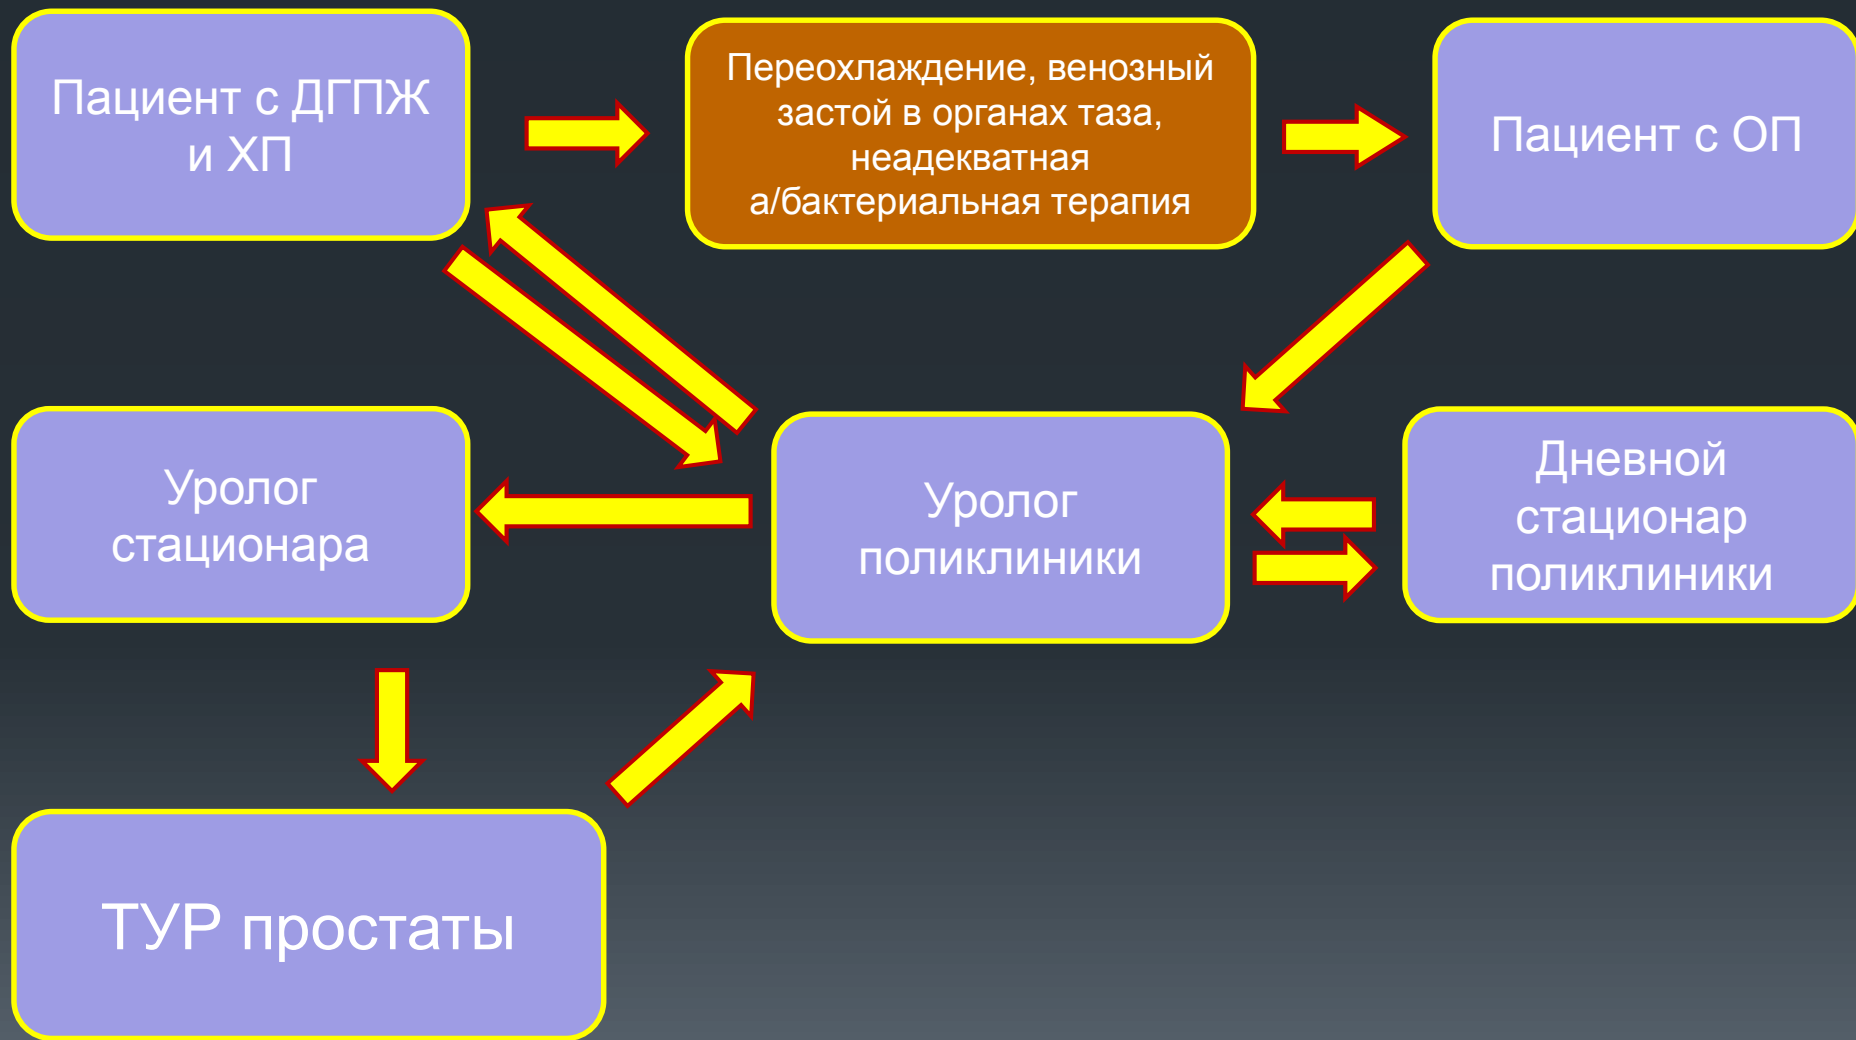 Пациент с ДГПЖ
и ХП
Переохлаждение, венозный
застой в органах таза,
неадекватная
а/бактериальная терапия
Пациент с ОП
Уролог
стационара
Уролог
поликлиники
Дневной
стационар
поликлиники
ТУР простаты